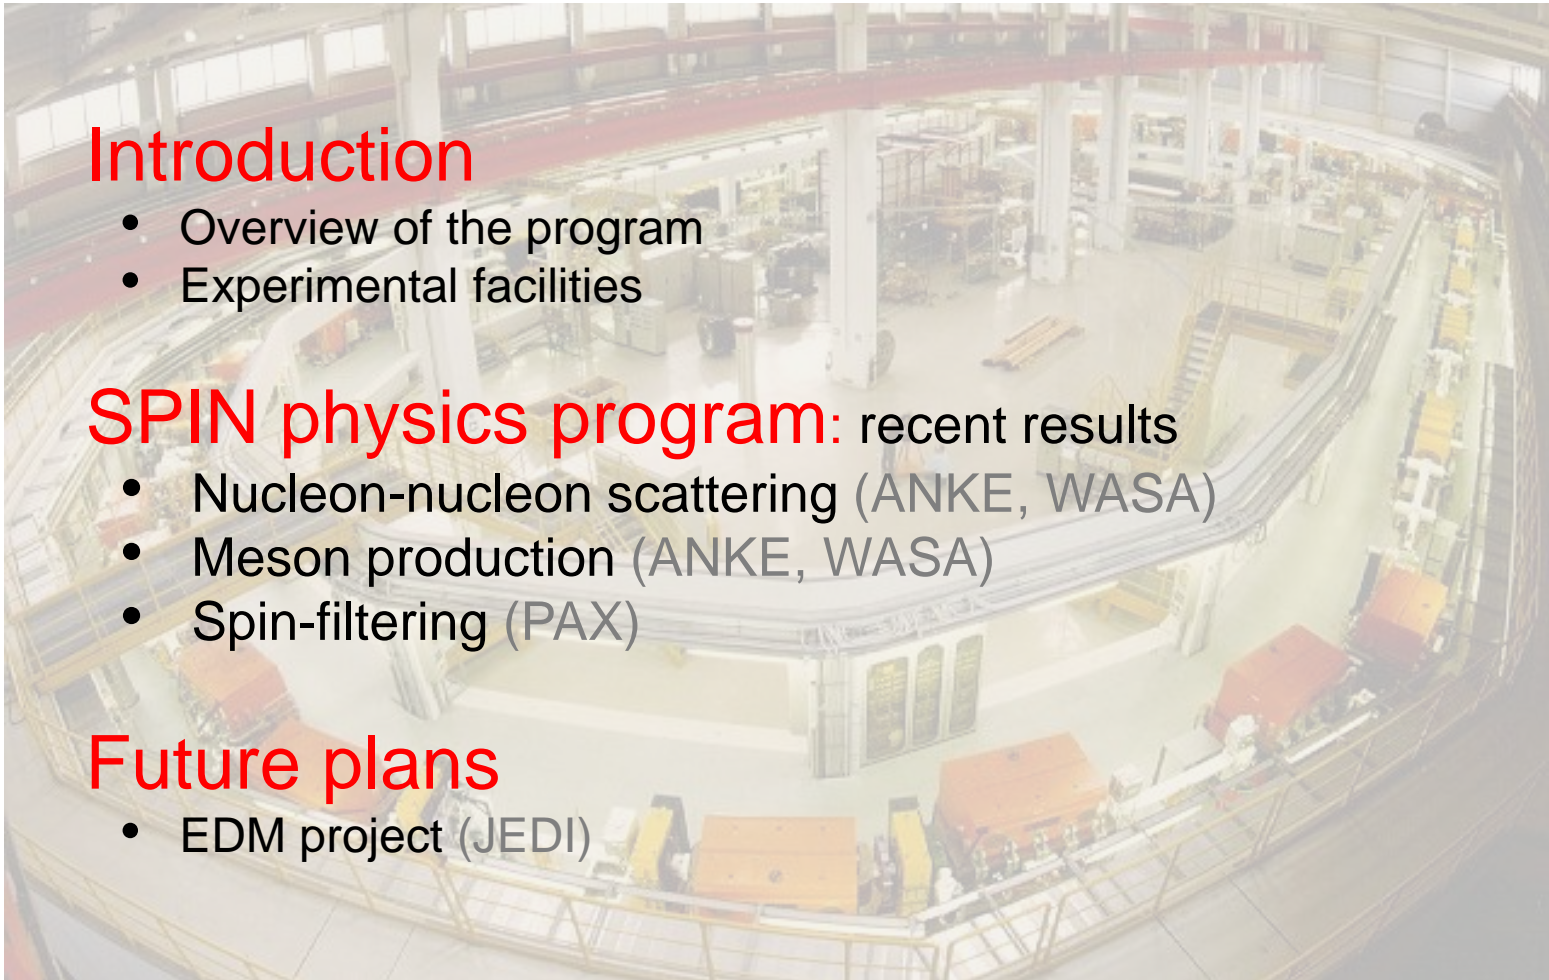 Introduction
• Overview of the program
• Experimental facilities
SPIN physics program: recent results
• Nucleon-nucleon scattering (ANKE, WASA)
• Meson production (ANKE, WASA)
• Spin-filtering (PAX)
Future plans
• EDM project (JEDI)